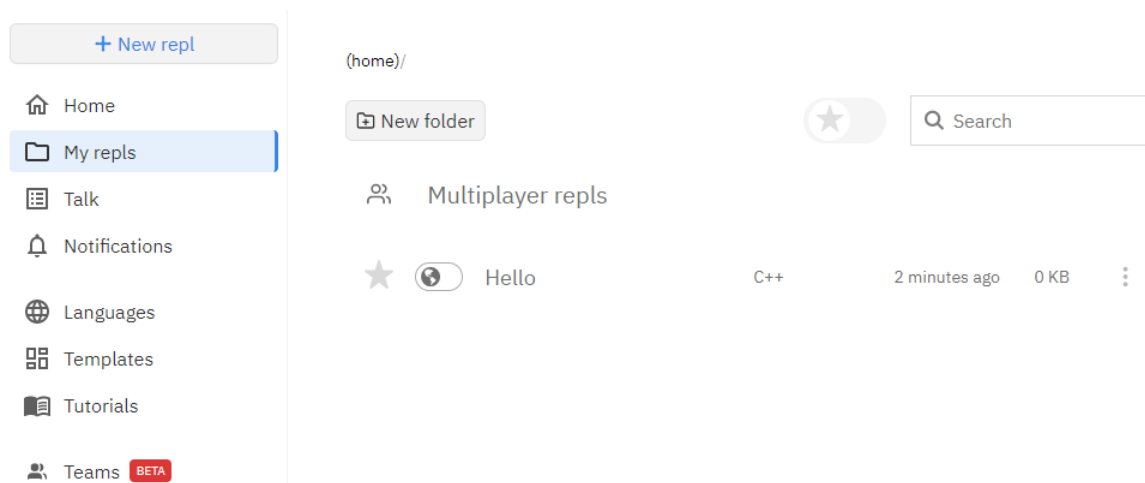 + New repl
Home
My repls
Talk
Notifications
Languages
Templates
Tutorials
Teams BETA
(home)/
New folder
Search
Multiplayer repls
Hello C++ 2 minutes ago 0 KB